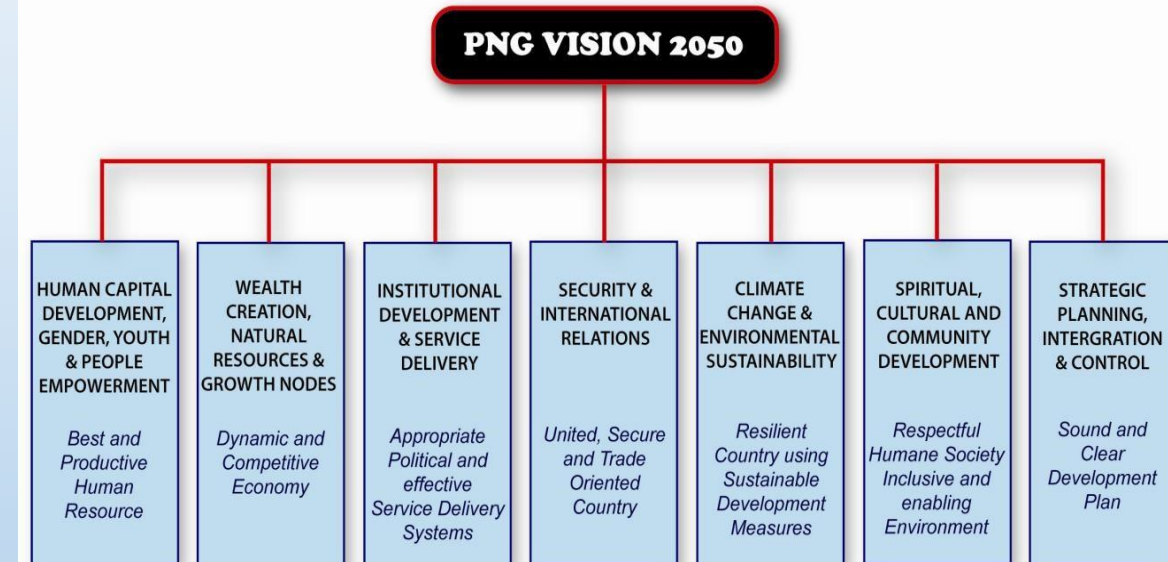 PNG VISION 2050
HUMAN CAPITAL
DEVELOPMENT,
GENDER, YOUTH
& PEOPLE
EMPOWERMENT
Best and
Productive
Human
Resource
WEALTH
CREATION,
NATURAL
RESOURCES &
GROWTH NODES
Dynamic and
Competitive
Economy
INSTITUTIONAL
DEVELOPMENT
& SERVICE
DELIVERY
Appropriate
Political and
effective
Service Delivery
Systems
SECURITY &
INTERNATIONAL
RELATIONS
United, Secure
and Trade
Oriented
Country
CLIMATE
CHANGE &
ENVIRONMENTAL
SUSTAINABILITY
Resilient
Country using
Sustainable
Development
Measures
SPIRITUAL,
CULTURAL AND
COMMUNITY
DEVELOPMENT
Respectful
Humane Society
Inclusive and
enabling
Environment
STRATEGIC
PLANNING,
INTERGRATION
& CONTROL
Sound and
Clear
Development
Plan